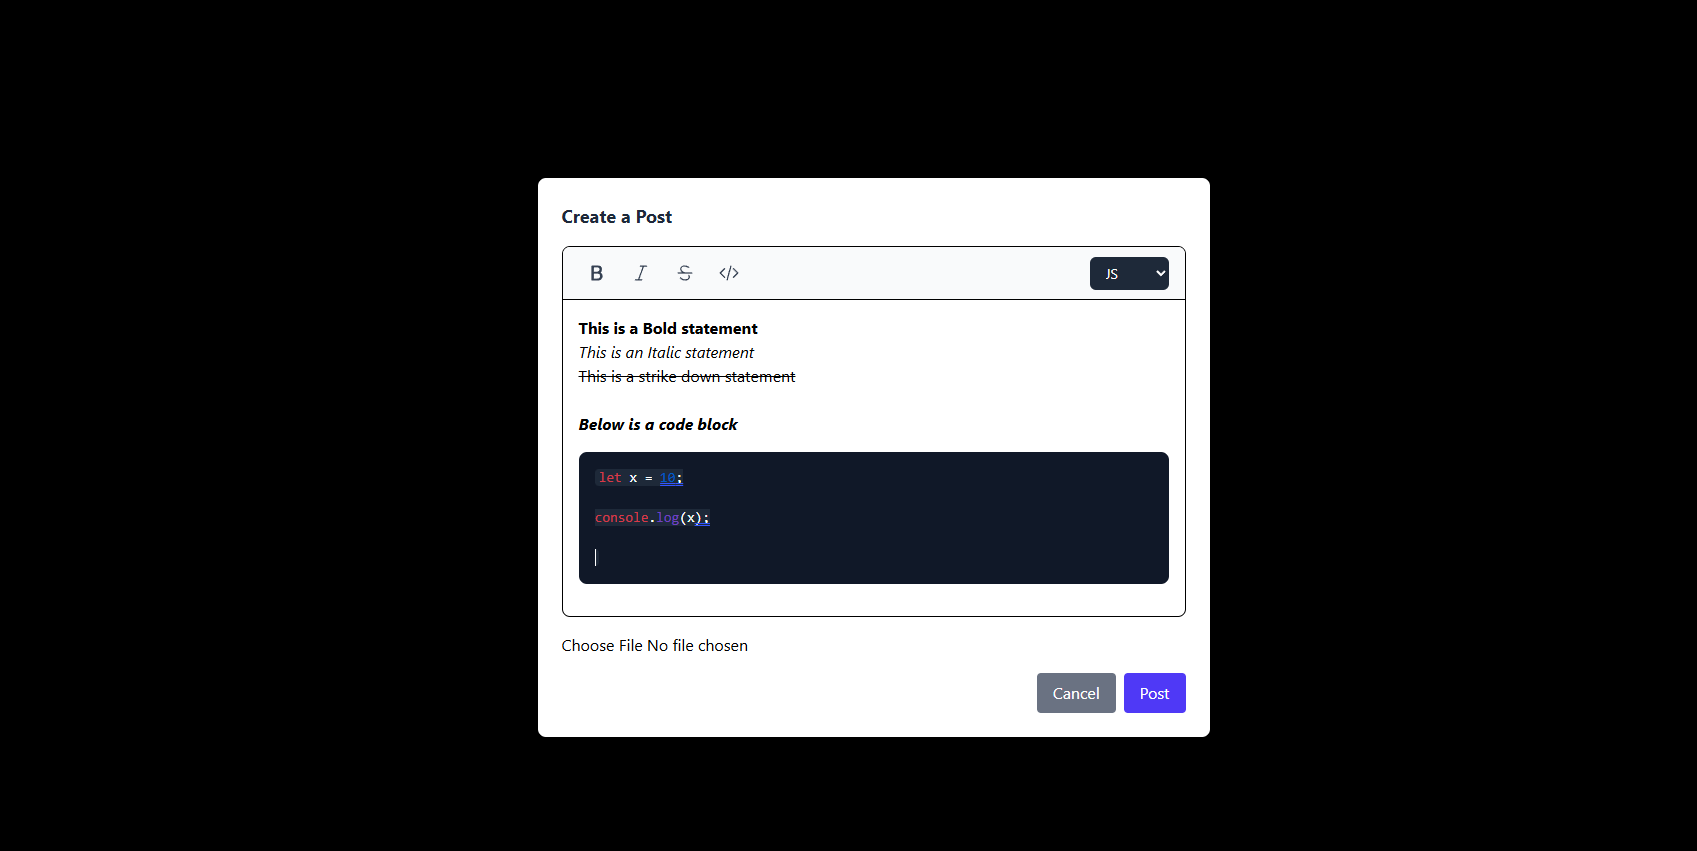 Create a Post
B I S </> JS
This is a Bold statement
This is an Italic statement
This is a strike down statement
Below is a code block
let x = 10;
console.log(x);
Choose File No file chosen
Cancel Post